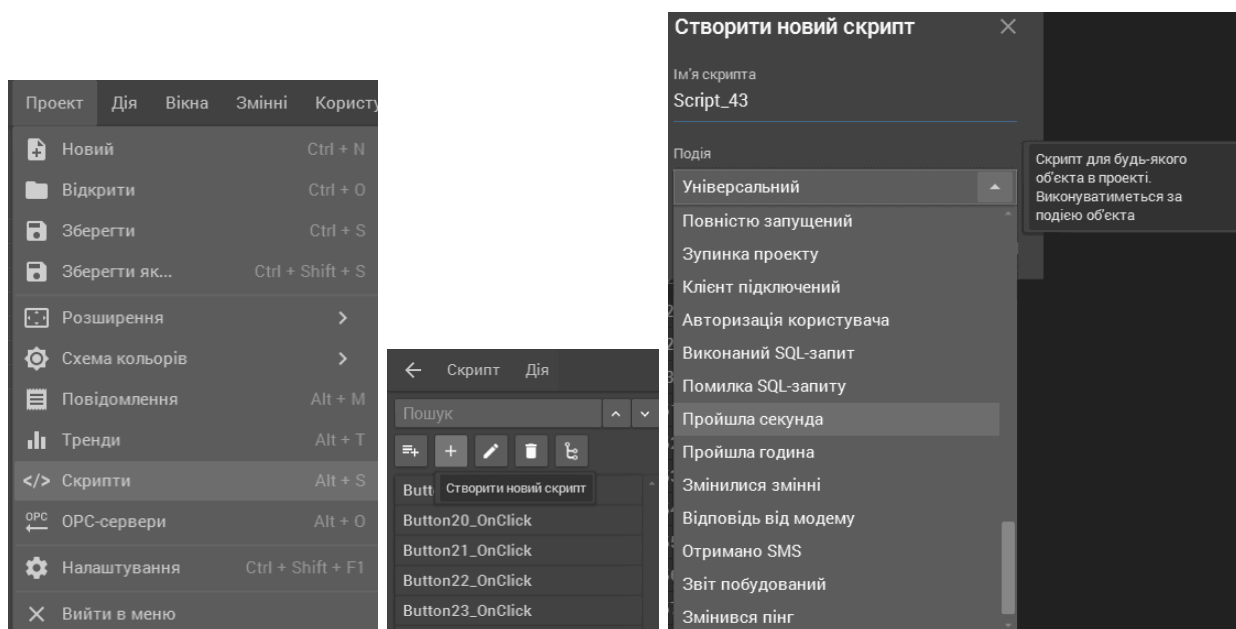 Проект Дія Вікна Змінні Користу
Новий Ctrl + N
Відкрити Ctrl + O
Зберегти Ctrl + S
Зберегти як... Ctrl + Shift + S
Розширення
Схема кольорів
Повідомлення Alt + M
Тренди Alt + T
</> Скрипти Alt + S
OPC OPC-сервери Alt + O
Налаштування Ctrl + Shift + F1
Вийти в меню
Скрипт Дія
Пошук
Butt
Створити новий скрипт
Button20_OnClick
Button21_OnClick
Button22_OnClick
Button23_OnClick
Створити новий скрипт
Ім'я скрипта
Script_43
Подія
Універсальний
Повністю запущений
Зупинка проекту
Клієнт підключений
Авторизація користувача
Виконаний SQL-запит
Помилка SQL-запиту
Пройшла секунда
Пройшла година
Змінилися змінні
Відповідь від модему
Отримано SMS
Звіт побудований
Змінився пінг
Скрипт для будь-якого
об'єкта в проекті.
Виконуватиметься за
подією об'єкта